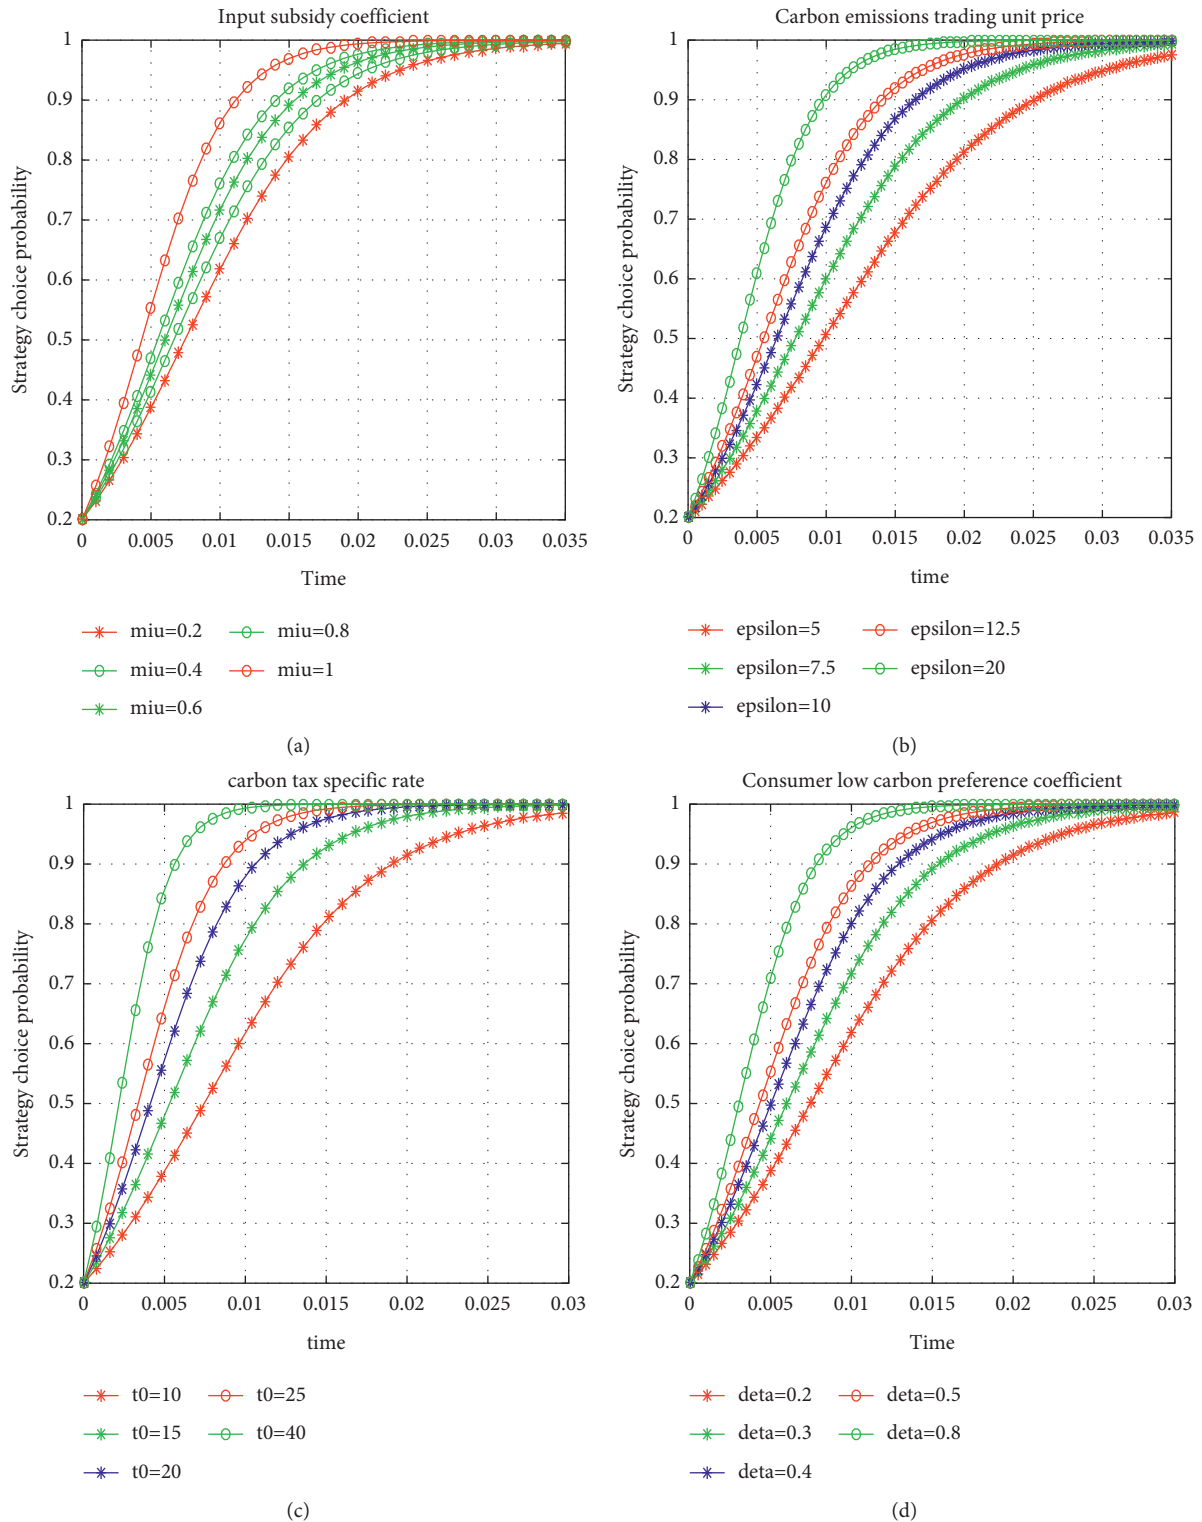 Input subsidy coefficient
1
0.9
0.8
0.7
0.6
0.5
0.4
0.3
0.2
Strategy choice probability
0 0.005 0.01 0.015 0.02 0.025 0.03 0.035
Time
miu=0.2 miu=0.8
miu=0.4 miu=1
miu=0.6
(a)
Carbon emissions trading unit price
1
0.9
0.8
0.7
0.6
0.5
0.4
0.3
0.2
Strategy choice probability
0 0.005 0.01 0.015 0.02 0.025 0.03 0.035
time
epsilon=5 epsilon=12.5
epsilon=7.5 epsilon=20
epsilon=10
(b)
carbon tax specific rate
1
0.9
0.8
0.7
0.6
0.5
0.4
0.3
0.2
Strategy choice probability
0 0.005 0.01 0.015 0.02 0.025 0.03
time
t0=10 t0=25
t0=15 t0=40
t0=20
(c)
Consumer low carbon preference coefficient
1
0.9
0.8
0.7
0.6
0.5
0.4
0.3
0.2
Strategy choice probability
0 0.005 0.01 0.015 0.02 0.025 0.03
Time
deta=0.2 deta=0.5
deta=0.3 deta=0.8
deta=0.4
(d)